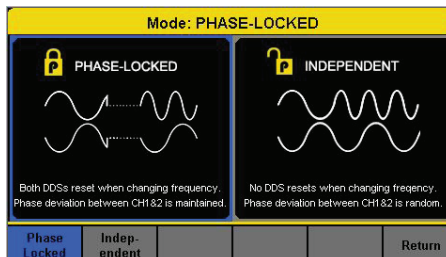 Mode: PHASE-LOCKED
P PHASE-LOCKED
Both DDSs reset when changing frequency.
Phase deviation between CH1&2 is maintained.
P INDEPENDENT
No DDS resets when changing freqency.
Phase deviation between CH1&2 is random.
Phase
Locked
Indep-
endent
Return